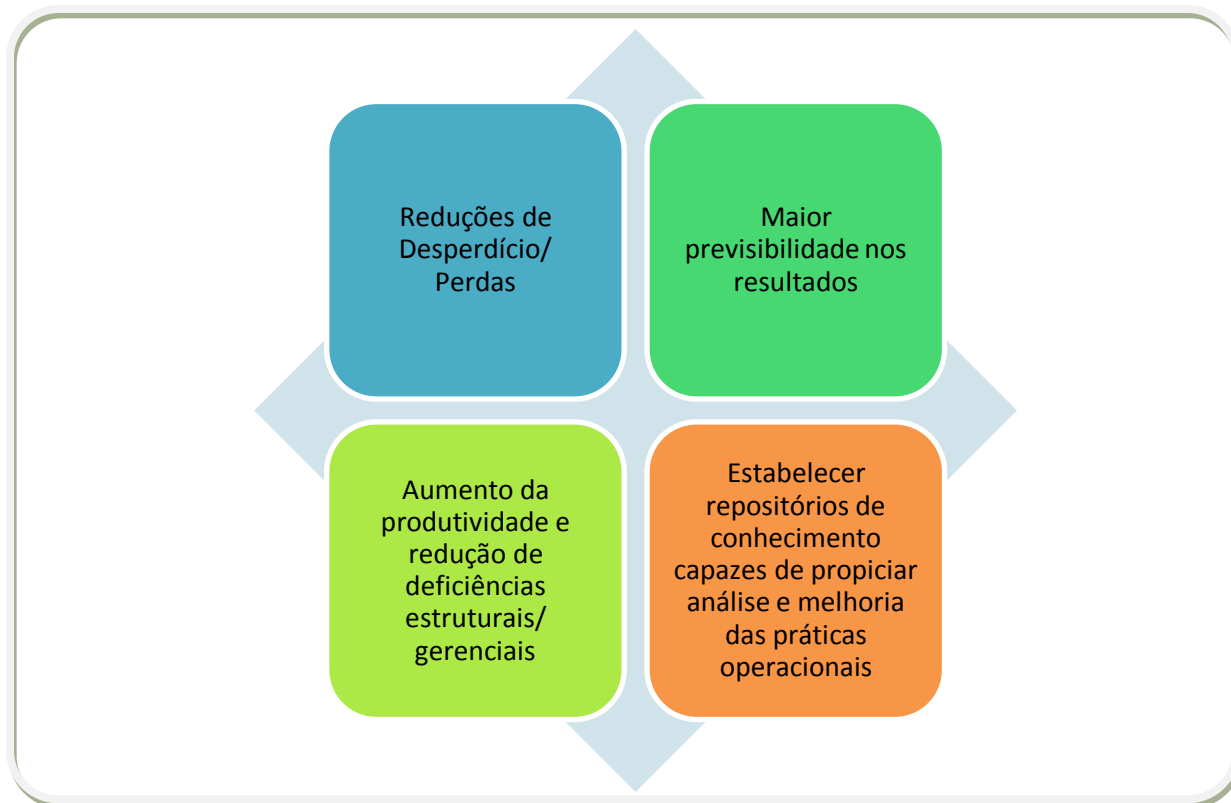 Reduções de
Desperdício/
Perdas
Maior
previsibilidade nos
resultados
Aumento da
produtividade e
redução de
deficiências
estruturais/
gerenciais
Estabelecer
repositórios de
conhecimento
capazes de propiciar
análise e melhoria
das práticas
operacionais